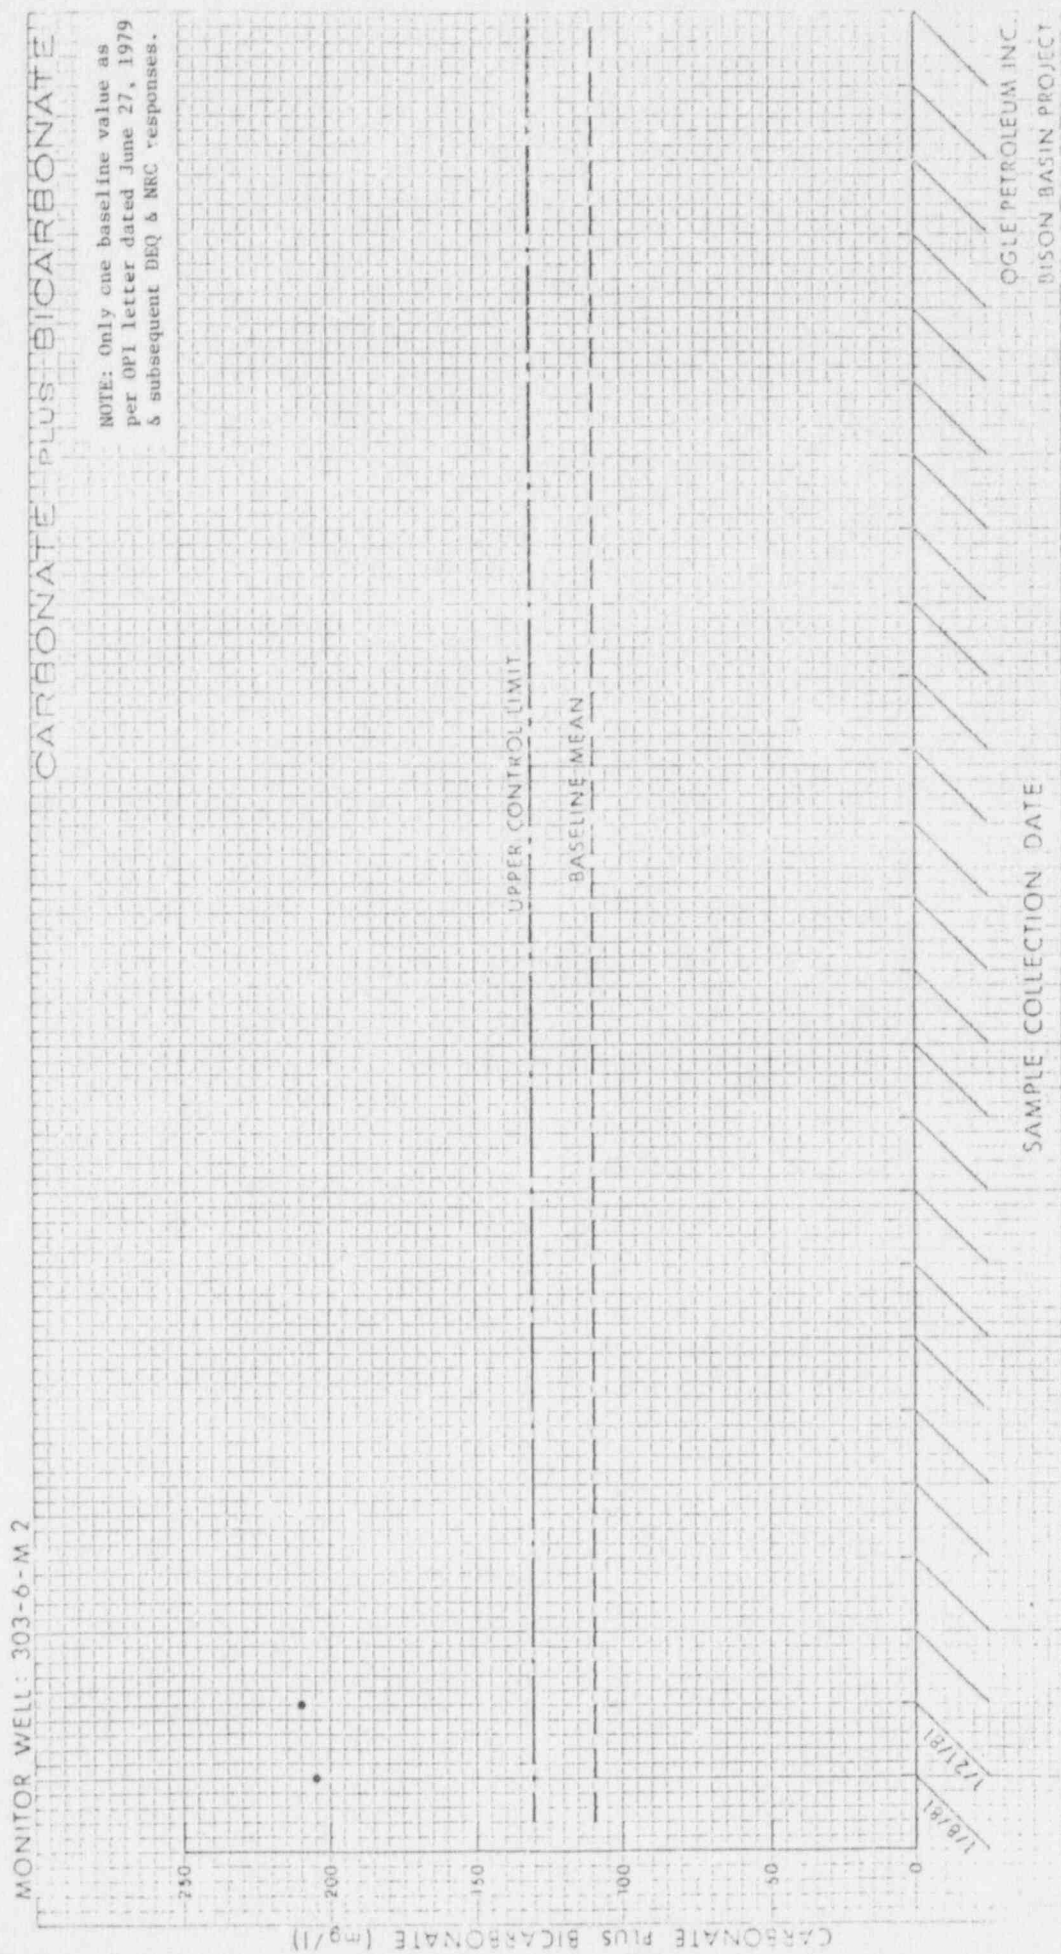 MONITOR WELL: 303-6-M 2
CARBONATE PLUS BICARBONATE
NOTE: Only one baseline value as
per OPI letter dated June 27, 1979
& subsequent DEQ & NRC responses.
CARBONATE PLUS BICARBONATE (mg/l)
250
200
150
100
50
0
UPPER CONTROL LIMIT
BASELINE MEAN
1/8/81
1/21/81
SAMPLE COLLECTION DATE
OGLE PETROLEUM INC.
BISON BASIN PROJECT